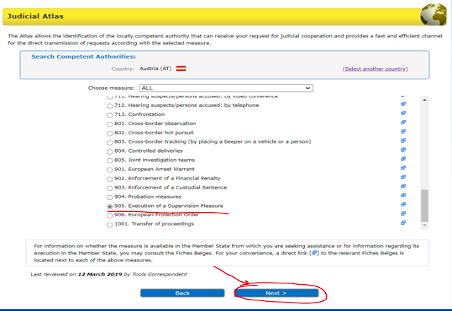 Judicial Atlas
The Atlas allows the identification of the locally competent authority that can receive your request for judicial cooperation and provides a fast and efficient channel
for the direct transmission of requests according with the selected measure.
Search Competent Authorities:
Country: Austria (AT)
(Select another country)
Choose measure: ALL
711. Hearing suspects/persons accused: by video conference
712. Hearing suspects/persons accused: by telephone
713. Confrontation
801. Cross-border observation
802. Cross-border hot pursuit
803. Cross-border tracking (by placing a beeper on a vehicle or a person)
804. Controlled deliveries
805. Joint investigation teams
901. European Arrest Warrant
902. Enforcement of a Financial Penalty
903. Enforcement of a Custodial Sentence
904. Probation measures
905. Execution of a Supervision Measure
906. European Protection Order
1001. Transfer of proceedings
For information on whether the measure is available in the Member State from which you are seeking assistance or for information regarding its
execution in the Member State, you may consult the Fiches Belges. For your convenience, a direct link [ ] to the relevant Fiches Belges is
located next to each of the above measures.
Last reviewed on 12 March 2019 by Tools Correspondent
Back
Next >